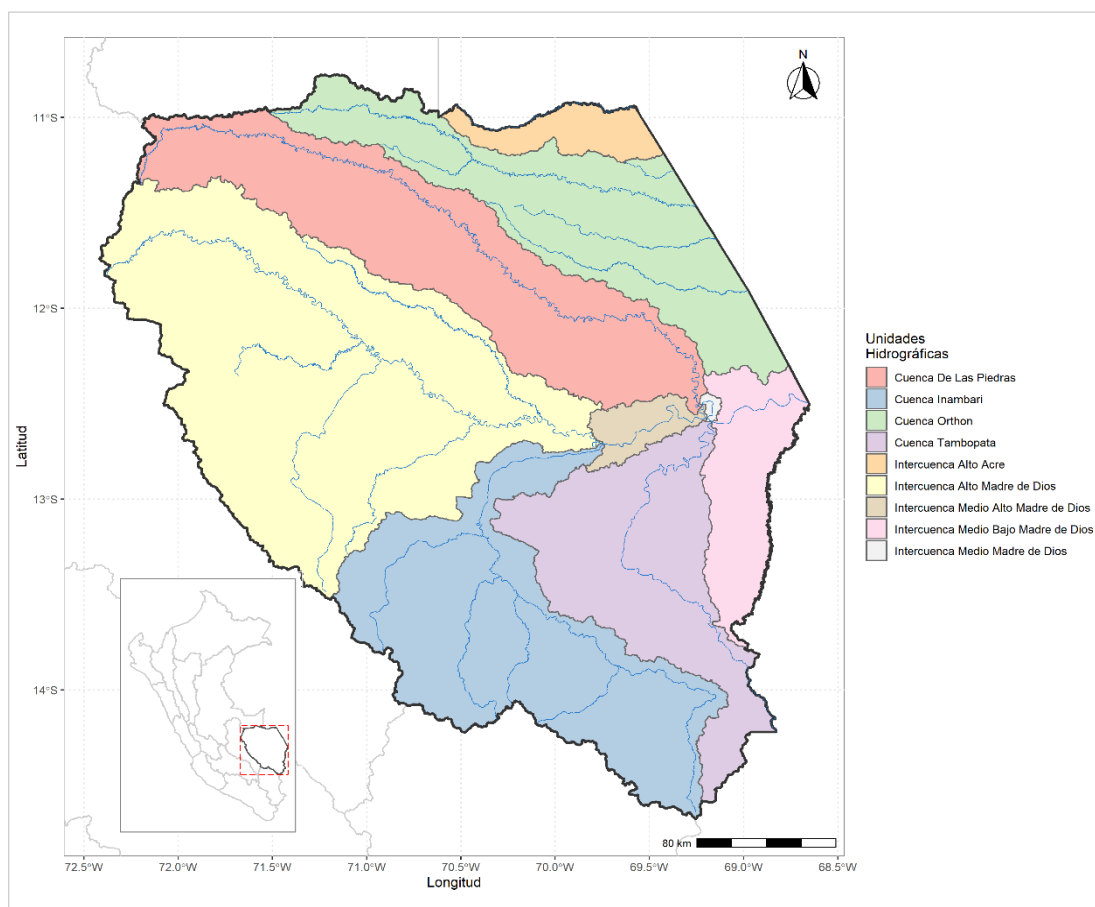 N
11°S
12°S
13°S
14°S
Latitud
80 km
72.5°W
72.0°W
71.5°W
71.0°W
70.5°W
70.0°W
69.5°W
69.0°W
68.5°W
Longitud
Unidades
Hidrográficas
Cuenca De Las Piedras
Cuenca Inambari
Cuenca Orthon
Cuenca Tambopata
Intercuenca Alto Acre
Intercuenca Alto Madre de Dios
Intercuenca Medio Alto Madre de Dios
Intercuenca Medio Bajo Madre de Dios
Intercuenca Medio Madre de Dios